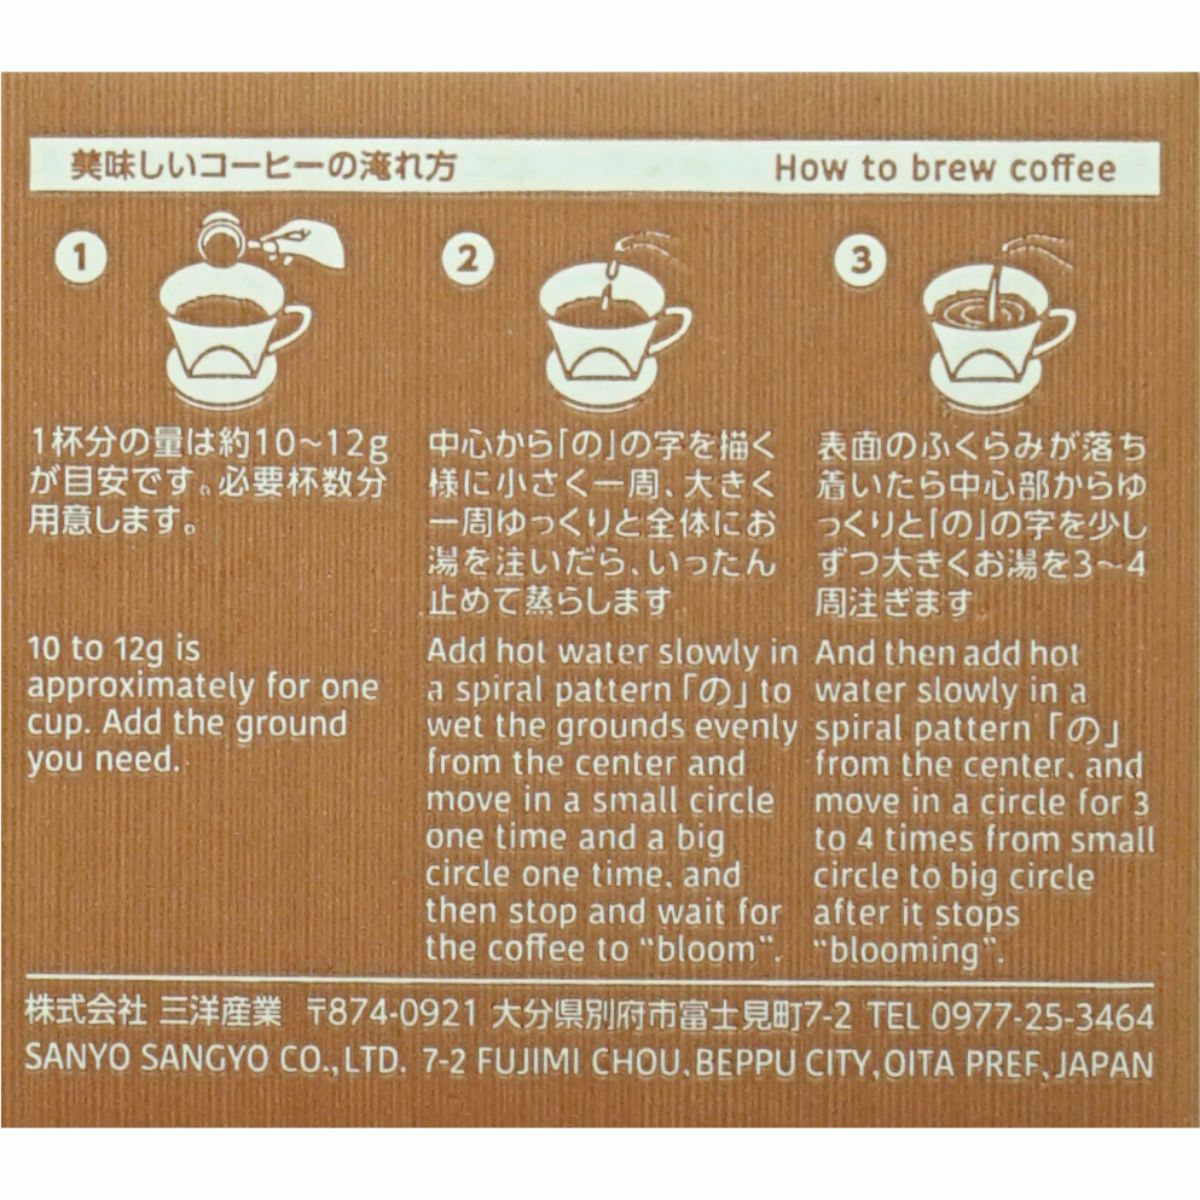 美味しいコーヒーの淹れ方 How to brew coffee
1
1杯分の量は約10〜12g
が目安です。必要杯数分
用意します。
10 to 12g is
approximately for one
cup. Add the ground
you need.
2
中心から「の」の字を描く
様に小さく一周、大きく
一周ゆっくりと全体にお
湯を注いだら、いったん
止めて蒸らします
Add hot water slowly in
a spiral pattern「の」to
wet the grounds evenly
from the center and
move in a small circle
one time and a big
circle one time, and
then stop and wait for
the coffee to “bloom”.
3
表面のふくらみが落ち
着いたら中心部からゆ
っくりと「の」の字を少し
ずつ大きくお湯を3〜4
周注ぎます
And then add hot
water slowly in a
spiral pattern「の」
from the center, and
move in a circle for 3
to 4 times from small
circle to big circle
after it stops
“blooming”.
株式会社 三洋産業 〒874-0921 大分県別府市富士見町7-2 TEL 0977-25-3464
SANYO SANGYO CO.,LTD. 7-2 FUJIMI CHOU, BEPPU CITY, OITA PREF, JAPAN